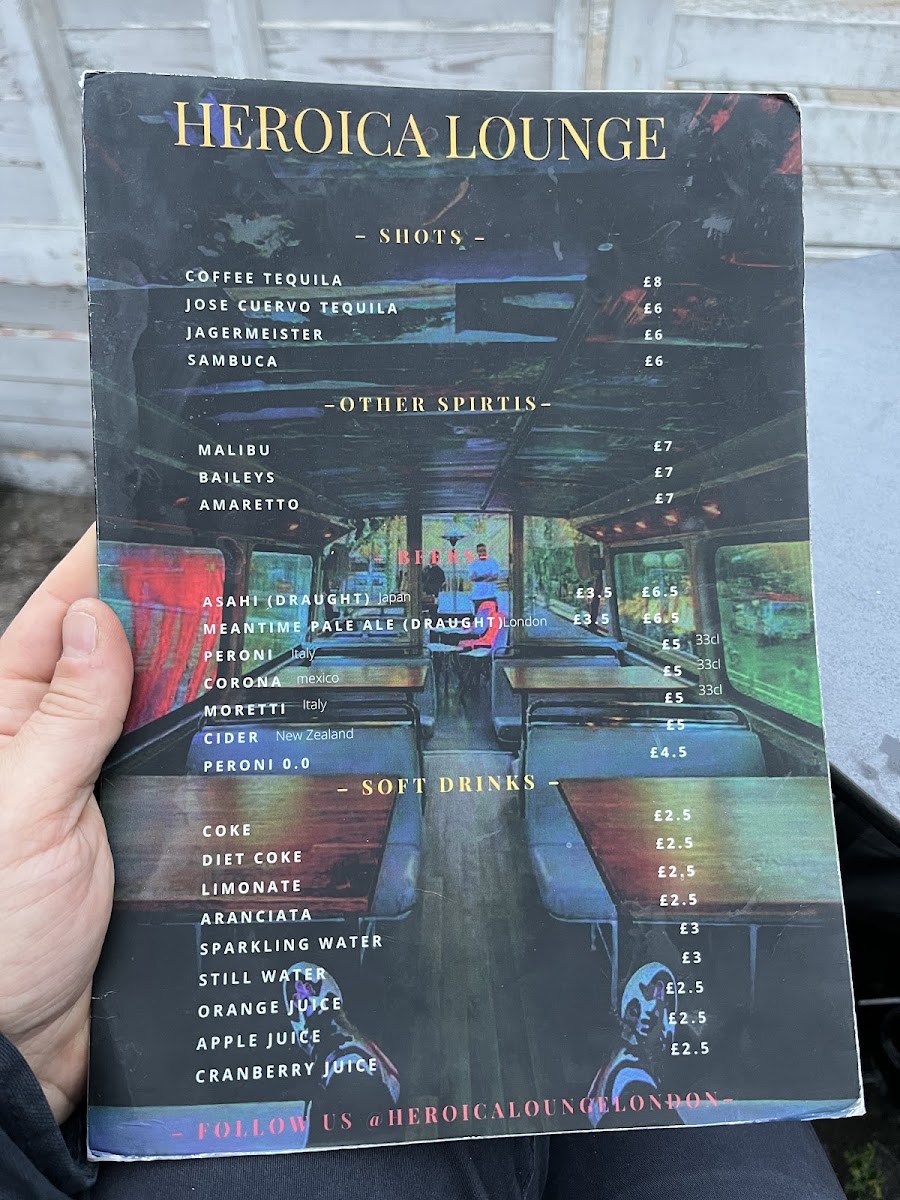 HEROICA LOUNGE
– SHOTS –
COFFEE TEQUILA £8
JOSE CUERVO TEQUILA £6
JAGERMEISTER £6
SAMBUCA £6
–OTHER SPIRTIS–
MALIBU £7
BAILEYS £7
AMARETTO £7
– BEERS–
ASAHI (DRAUGHT) Japan £3.5 £6.5
MEANTIME PALE ALE (DRAUGHT) London £3.5 £6.5
PERONI Italy £5 33cl
CORONA mexico £5 33cl
MORETTI Italy £5 33cl
CIDER New Zealand £5
PERONI 0.0 £4.5
– SOFT DRINKS –
COKE £2.5
DIET COKE £2.5
LIMONATE £2.5
ARANCIATA £2.5
SPARKLING WATER £3
STILL WATER £3
ORANGE JUICE £2.5
APPLE JUICE £2.5
CRANBERRY JUICE £2.5
– FOLLOW US @HEROICALOUNGELONDON–